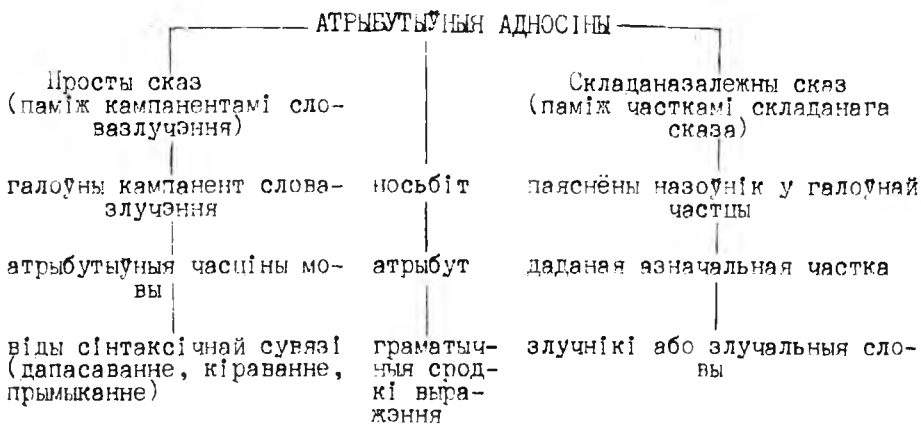 АТРЫБУТЫЎНЫЯ АДНОСІНЫ
Просты сказ
(паміж кампанентамі сло-
вазлучэння)
Складаназалежны сказ
(паміж часткамі складанага
сказа)
галоўны кампанент слова-
злучэння
носьбіт
паяснёны назоўнік у галоўнай
частцы
атрыбутыўныя часціны мо-
вы
атрыбут
даданая азначальная частка
віды сінтаксічнай сувязі
(дапасаванне, кіраванне,
прымыканне)
граматыч-
ныя срод-
кі выра-
жэння
злучнікі або злучальныя сло-
вы